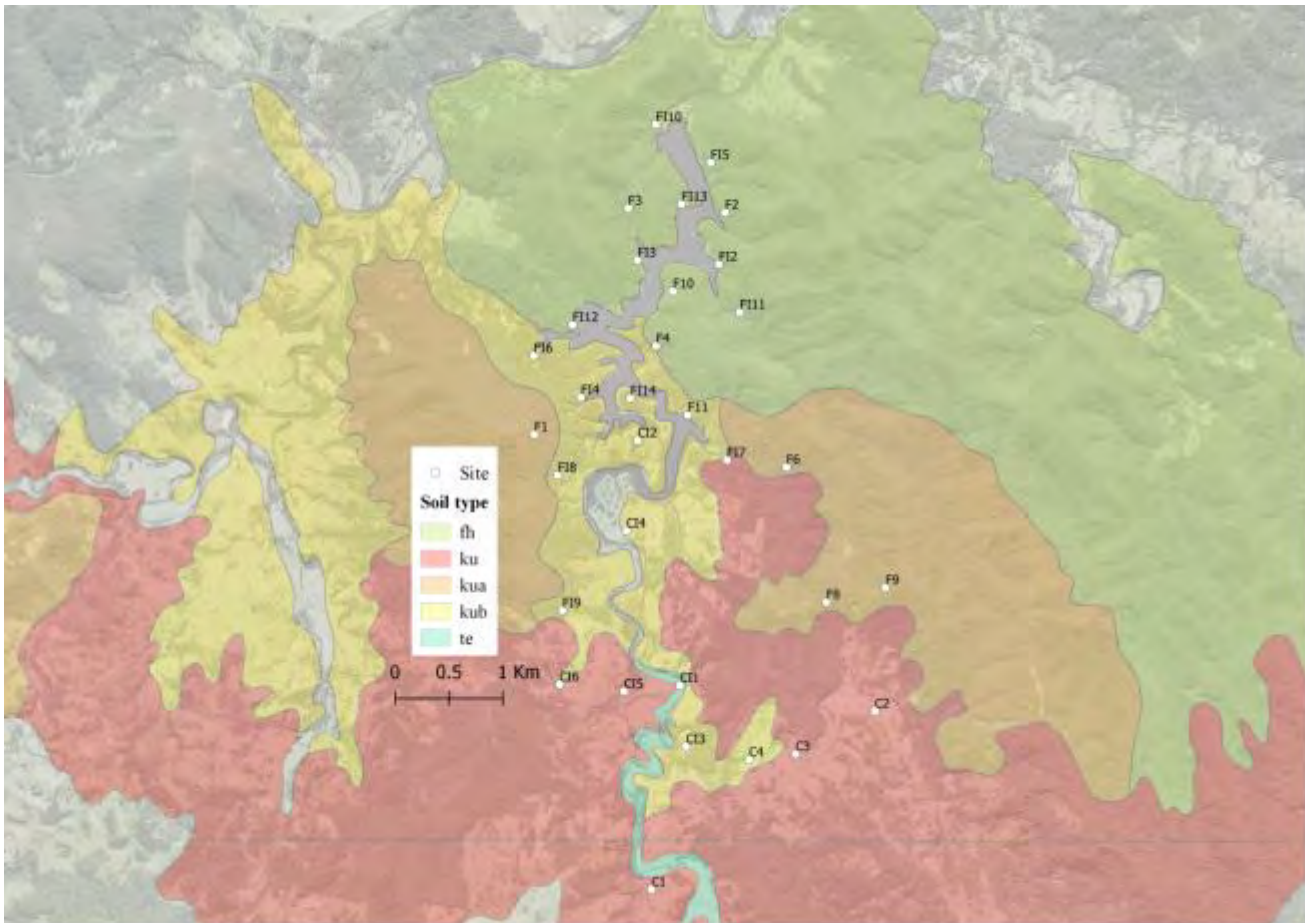 FI10
FI5
F3
FI13
F2
FI3
FI2
F10
FI11
FI12
F4
FI6
FI4
FI14
F11
CI2
F1
FI7
F6
FI8
Site
Soil type
fh
ku
kua
kub
te
CI4
F9
F8
FI9
0 0.5 1 Km
CI6
CI5
CI1
C2
CI3
C4
C3
C1